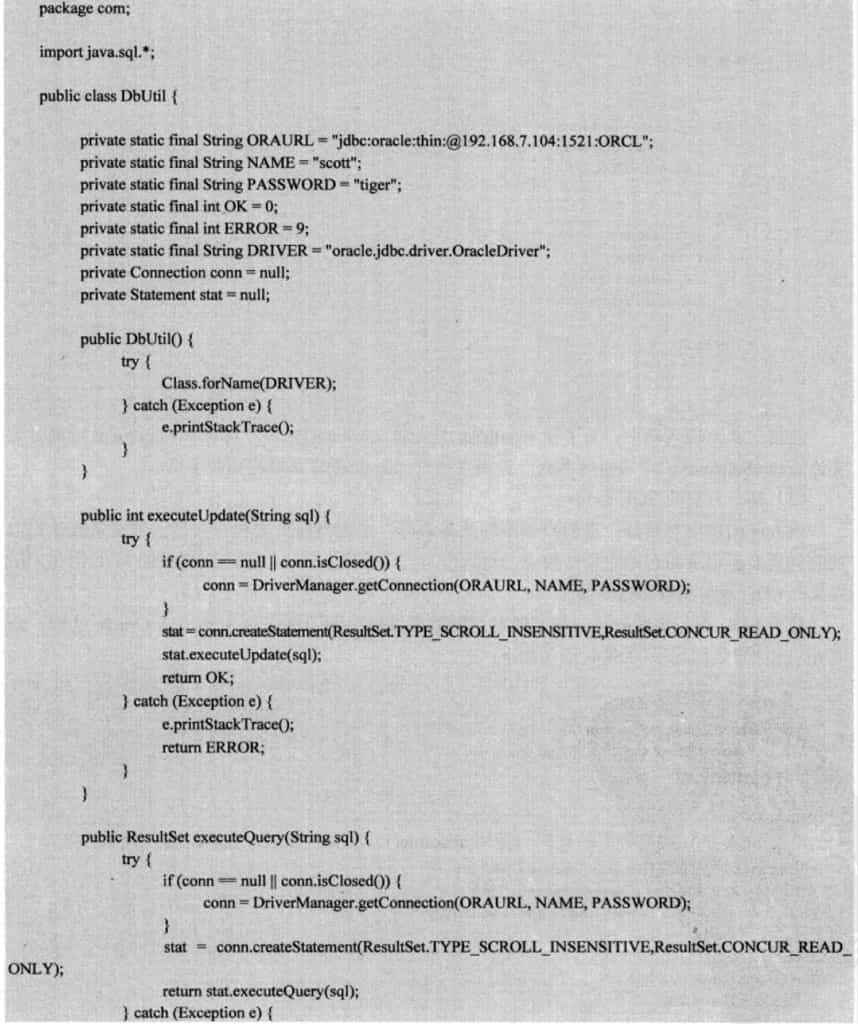 package com;
import java.sql.*;
public class DbUtil {
private static final String ORAURL = "jdbc:oracle:thin:@192.168.7.104:1521:ORCL";
private static final String NAME = "scott";
private static final String PASSWORD = "tiger";
private static final int OK = 0;
private static final int ERROR = 9;
private static final String DRIVER = "oracle.jdbc.driver.OracleDriver";
private Connection conn = null;
private Statement stat = null;
public DbUtil() {
try {
Class.forName(DRIVER);
} catch (Exception e) {
e.printStackTrace();
}
}
public int executeUpdate(String sql) {
try {
if (conn == null || conn.isClosed()) {
conn = DriverManager.getConnection(ORAURL, NAME, PASSWORD);
}
stat = conn.createStatement(ResultSet.TYPE_SCROLL_INSENSITIVE,ResultSet.CONCUR_READ_ONLY);
stat.executeUpdate(sql);
return OK;
} catch (Exception e) {
e.printStackTrace();
return ERROR;
}
}
public ResultSet executeQuery(String sql) {
try {
if (conn == null || conn.isClosed()) {
conn = DriverManager.getConnection(ORAURL, NAME, PASSWORD);
}
stat = conn.createStatement(ResultSet.TYPE_SCROLL_INSENSITIVE,ResultSet.CONCUR_READ_
ONLY);
return stat.executeQuery(sql);
} catch (Exception e) {